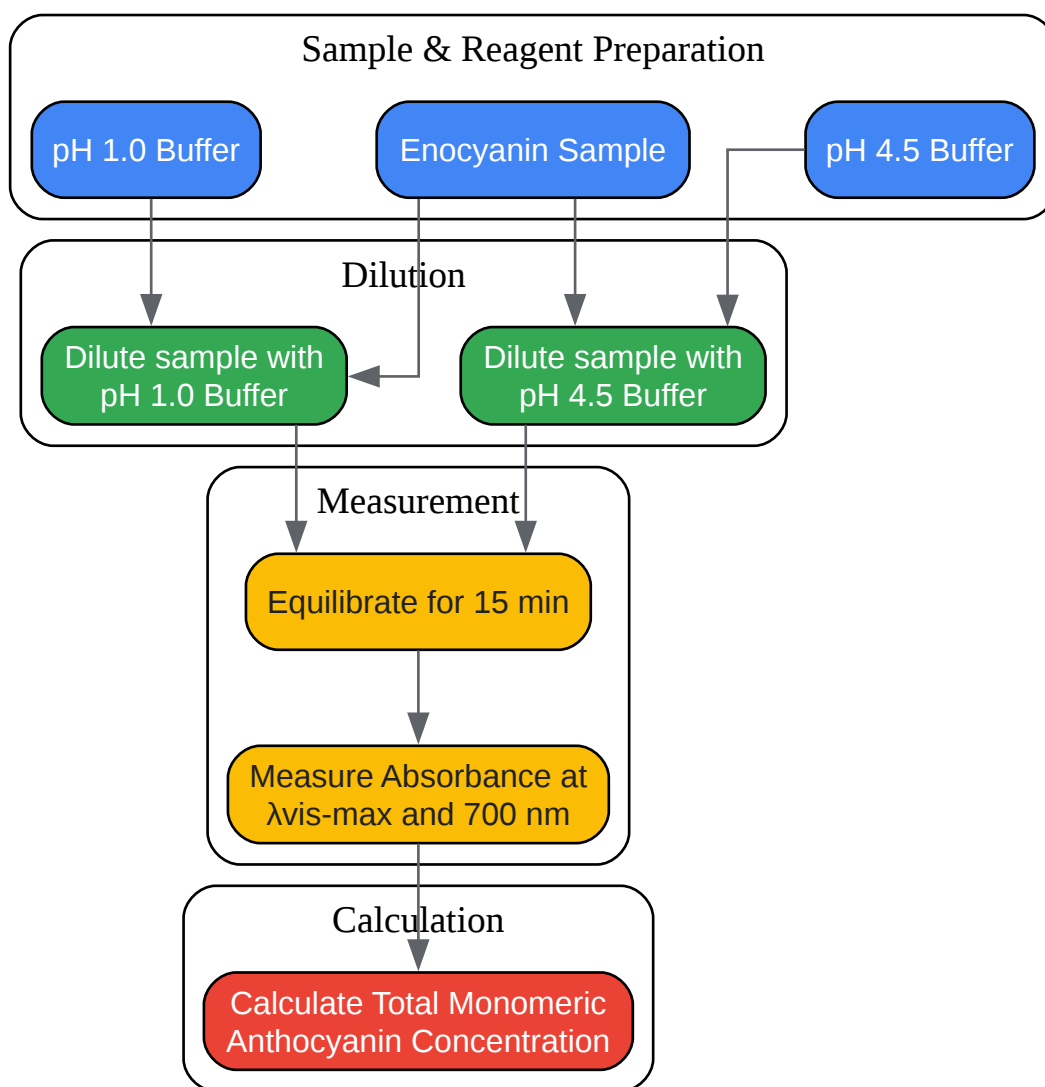 Sample & Reagent Preparation
pH 1.0 Buffer
Enocyanin Sample
pH 4.5 Buffer
Dilution
Dilute sample with
pH 1.0 Buffer
Dilute sample with
pH 4.5 Buffer
Measurement
Equilibrate for 15 min
Measure Absorbance at
λvis-max and 700 nm
Calculation
Calculate Total Monomeric
Anthocyanin Concentration